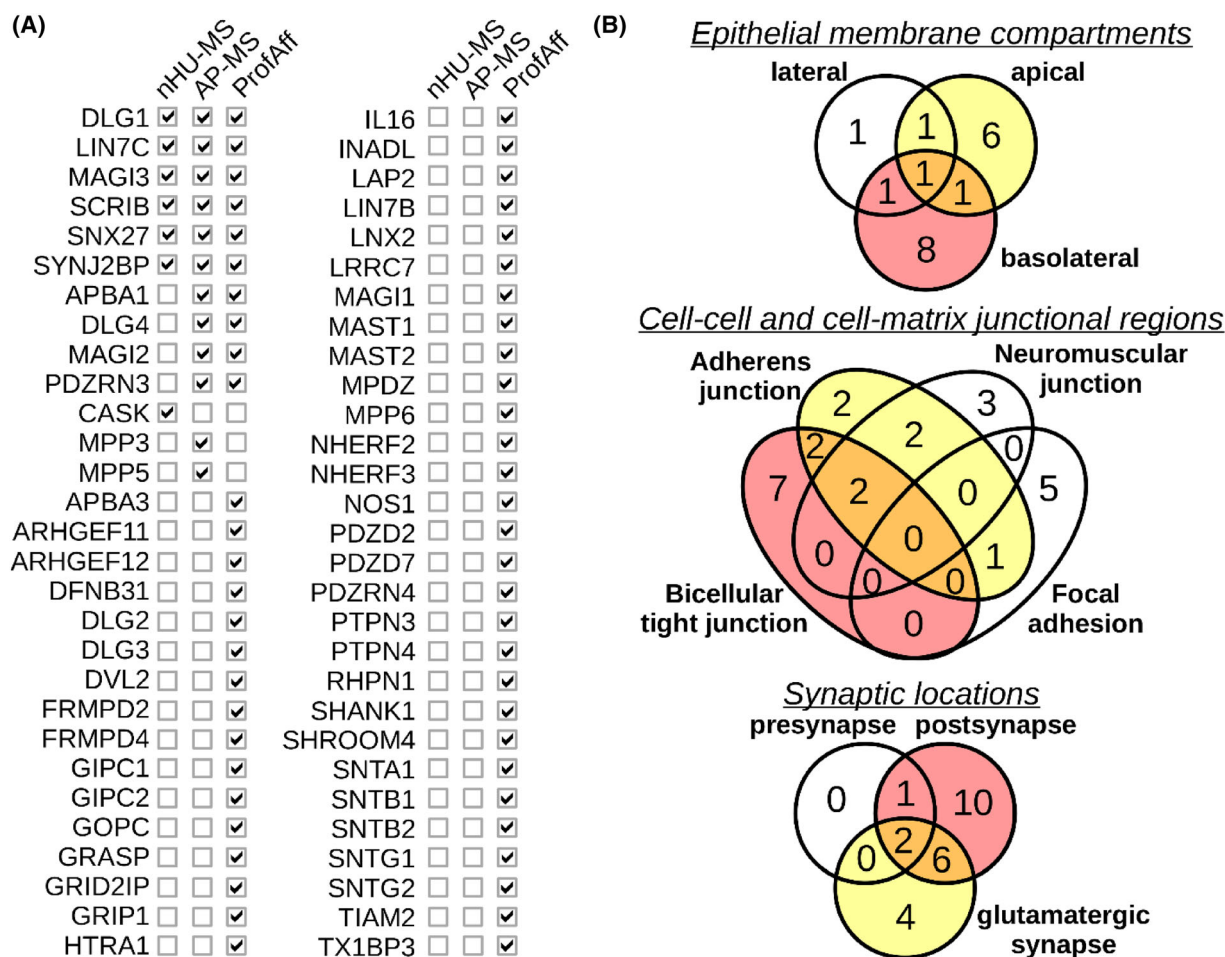 (A)
nHU-MS
AP-MS
ProfAff
DLG1
LIN7C
MAGI3
SCRIB
SNX27
SYNJ2BP
APBA1
DLG4
MAGI2
PDZRN3
CASK
MPP3
MPP5
APBA3
ARHGEF11
ARHGEF12
DFNB31
DLG2
DLG3
DVL2
FRMPD2
FRMPD4
GIPC1
GIPC2
GOPC
GRASP
GRID2IP
GRIP1
HTRA1
nHU-MS
AP-MS
ProfAff
IL16
INADL
LAP2
LIN7B
LNX2
LRRC7
MAGI1
MAST1
MAST2
MPDZ
MPP6
NHERF2
NHERF3
NOS1
PDZD2
PDZD7
PDZRN4
PTPN3
PTPN4
RHPN1
SHANK1
SHROOM4
SNTA1
SNTB1
SNTB2
SNTG1
SNTG2
TIAM2
TX1BP3
(B)
Epithelial membrane compartments
lateral apical
1 1 6
1 1 1
8
basolateral
Cell-cell and cell-matrix junctional regions
Adherens
junction
Neuromuscular
junction
2 3
2 2 0
7 2 0 5
0 0 1
0 0
0
Bicellular
tight junction
Focal
adhesion
Synaptic locations
presynapse postsynapse
0 1 10
0 2 6
4
glutamatergic
synapse